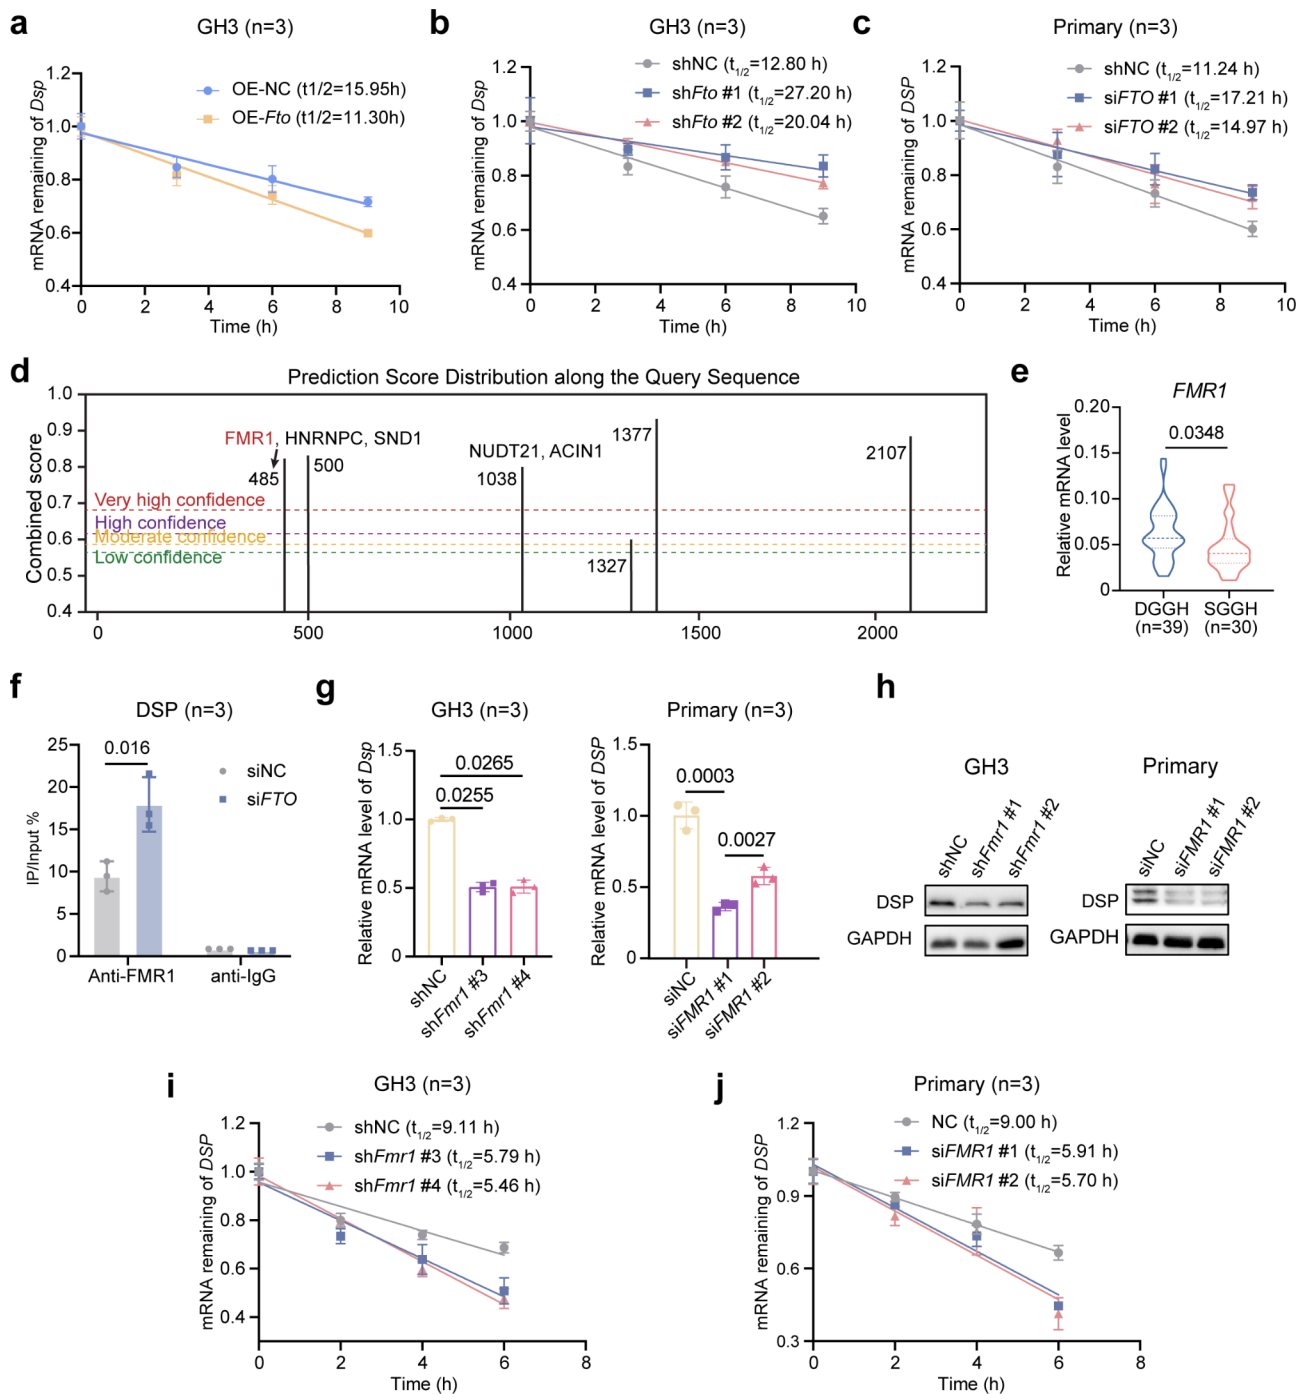 a
GH3 (n=3)
mRNA remaining of Dsp
1.2
1.0
0.8
0.6
0.4
OE-NC (t1/2=15.95h)
OE-Fto (t1/2=11.30h)
0 2 4 6 8 10
Time (h)
b
GH3 (n=3)
mRNA remaining of Dsp
1.2
1.0
0.8
0.6
0.4
shNC (t1/2=12.80 h)
shFto #1 (t1/2=27.20 h)
shFto #2 (t1/2=20.04 h)
0 2 4 6 8 10
Time (h)
c
Primary (n=3)
mRNA remaining of DSP
1.2
1.0
0.8
0.6
0.4
shNC (t1/2=11.24 h)
siFTO #1 (t1/2=17.21 h)
siFTO #2 (t1/2=14.97 h)
0 2 4 6 8 10
Time (h)
d
Prediction Score Distribution along the Query Sequence
Combined score
1.0
0.9
0.8
0.7
0.6
0.5
0.4
FMR1, HNRNPC, SND1
485
500
NUDT21, ACIN1
1038
1327
1377
2107
Very high confidence
High confidence
Moderate confidence
Low confidence
0 500 1000 1500 2000
e
FMR1
Relative mRNA level
0.20
0.10
0.05
0
0.0348
DGGH SGGH
(n=39) (n=30)
f
DSP (n=3)
IP/Input %
25
20
15
10
5
0
0.016
siNC
siFTO
Anti-FMR1 anti-IgG
g
GH3 (n=3)
Relative mRNA level of Dsp
1.5
1.0
0.5
0
0.0265
0.0255
shNC
shFmr1 #3
shFmr1 #4
Primary (n=3)
Relative mRNA level of DSP
1.5
1.0
0.5
0
0.0003
0.0027
siNC
siFMR1 #1
siFMR1 #2
h
GH3
shNC
shFmr1 #1
shFmr1 #2
DSP
GAPDH
Primary
siNC
siFMR1 #1
siFMR1 #2
DSP
GAPDH
i
GH3 (n=3)
mRNA remaining of DSP
1.2
1.0
0.8
0.6
0.4
shNC (t1/2=9.11 h)
shFmr1 #3 (t1/2=5.79 h)
shFmr1 #4 (t1/2=5.46 h)
0 2 4 6 8
Time (h)
j
Primary (n=3)
mRNA remaining of DSP
1.2
0.9
0.6
0.3
NC (t1/2=9.00 h)
siFMR1 #1 (t1/2=5.91 h)
siFMR1 #2 (t1/2=5.70 h)
0 2 4 6 8
Time (h)